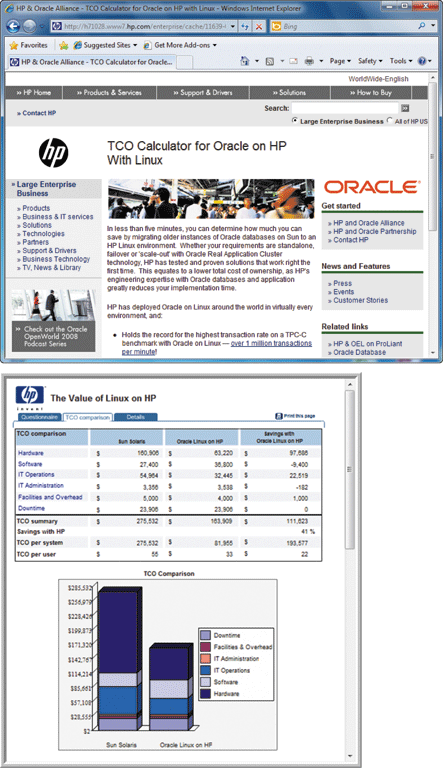 HP & Oracle Alliance - TCO Calculator for Oracle on HP with Linux - Windows Internet Explorer
Bing
Favorites
Suggested Sites
Get More Add-ons
HP & Oracle Alliance - TCO Calculator for Oracle...
Page
Safety
Tools
WorldWide-English
» HP Home
» Products & Services
» Support & Drivers
» Solutions
» How to Buy
» Contact HP
Search:
Large Enterprise Business
All of HP US
hp
TCO Calculator for Oracle on HP
With Linux
» Large Enterprise
Business
» Products
» Business & IT services
» Solutions
» Technologies
» Partners
» Support & Drivers
» Business Technology
» TV, News & Library
» Check out the Oracle
OpenWorld 2008
Podcast Series
In less than five minutes, you can determine how much you can
save by migrating older instances of Oracle databases on Sun to an
HP Linux environment. Whether your requirements are standalone,
failover or 'scale-out' with Oracle Real Application Cluster
technology, HP has tested and proven solutions that work right the
first time. This equates to a lower total cost of ownership, as HP's
engineering expertise with Oracle databases and application
greatly reduces your implementation time.
HP has deployed Oracle on Linux around the world in virtually every
environment, and:
• Holds the record for the highest transaction rate on a TPC-C
benchmark with Oracle on Linux — over 1 million transactions
per minute!
ORACLE
Get started
» HP and Oracle Alliance
» HP and Oracle Partnership
» Contact HP
News and Features
» Press
» Events
» Customer Stories
Related links
» HP & OEL on ProLiant
» Oracle Database
hp
invent
The Value of Linux on HP
Questionnaire
TCO comparison
Details
Print this page
TCO comparison Sun Solaris Oracle Linux on HP Savings with Oracle Linux on HP
Hardware $ 160,906 $ 63,220 $ 97,686
Software $ 27,400 $ 36,800 $ -9,400
IT Operations $ 54,964 $ 32,445 $ 22,519
IT Administration $ 3,356 $ 3,538 $ -182
Facilities and Overhead $ 5,000 $ 4,000 $ 1,000
Downtime $ 23,906 $ 23,906 $ 0
TCO summary $ 275,532 $ 163,909 $ 111,623
Savings with HP 41 %
TCO per system $ 275,532 $ 81,955 $ 193,577
TCO per user $ 55 $ 33 $ 22
TCO Comparison
$285,532
$256,979
$228,426
$199,873
$171,320
$142,767
$114,214
$85,661
$57,108
$28,555
$2
Downtime
Facilities & Overhead
IT Administration
IT Operations
Software
Hardware
Sun Solaris
Oracle Linux on HP